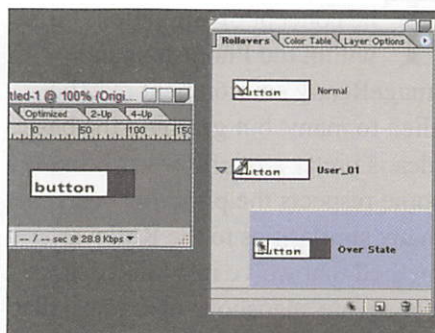 Rollovers Color Table Layer Options
button Normal
tled-1 @ 100% (Origi...
Optimized 2-Up 4-Up
0 50 100 150
button
button User_01
button Over State
-- / -- sec @ 28.8 Kbps